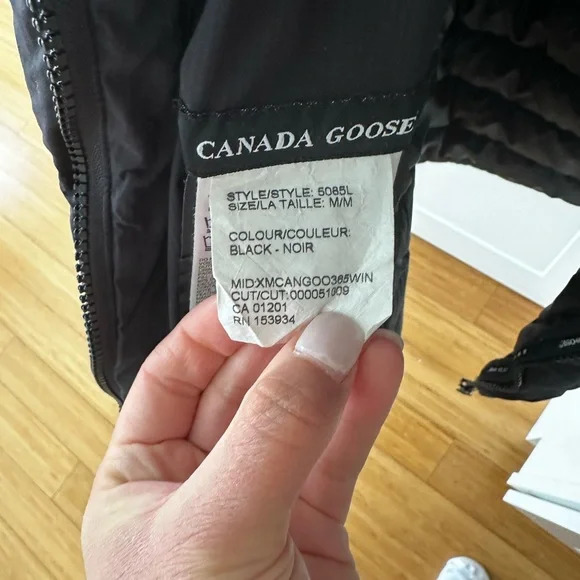 CANADA GOOSE
STYLE/STYLE: 5085L
SIZE/LA TAILLE: M/M
COLOUR/COULEUR:
BLACK - NOIR
MID:XMCANGOO365WIN
CUT/CUT:000051009
CA 01201
RN 153934